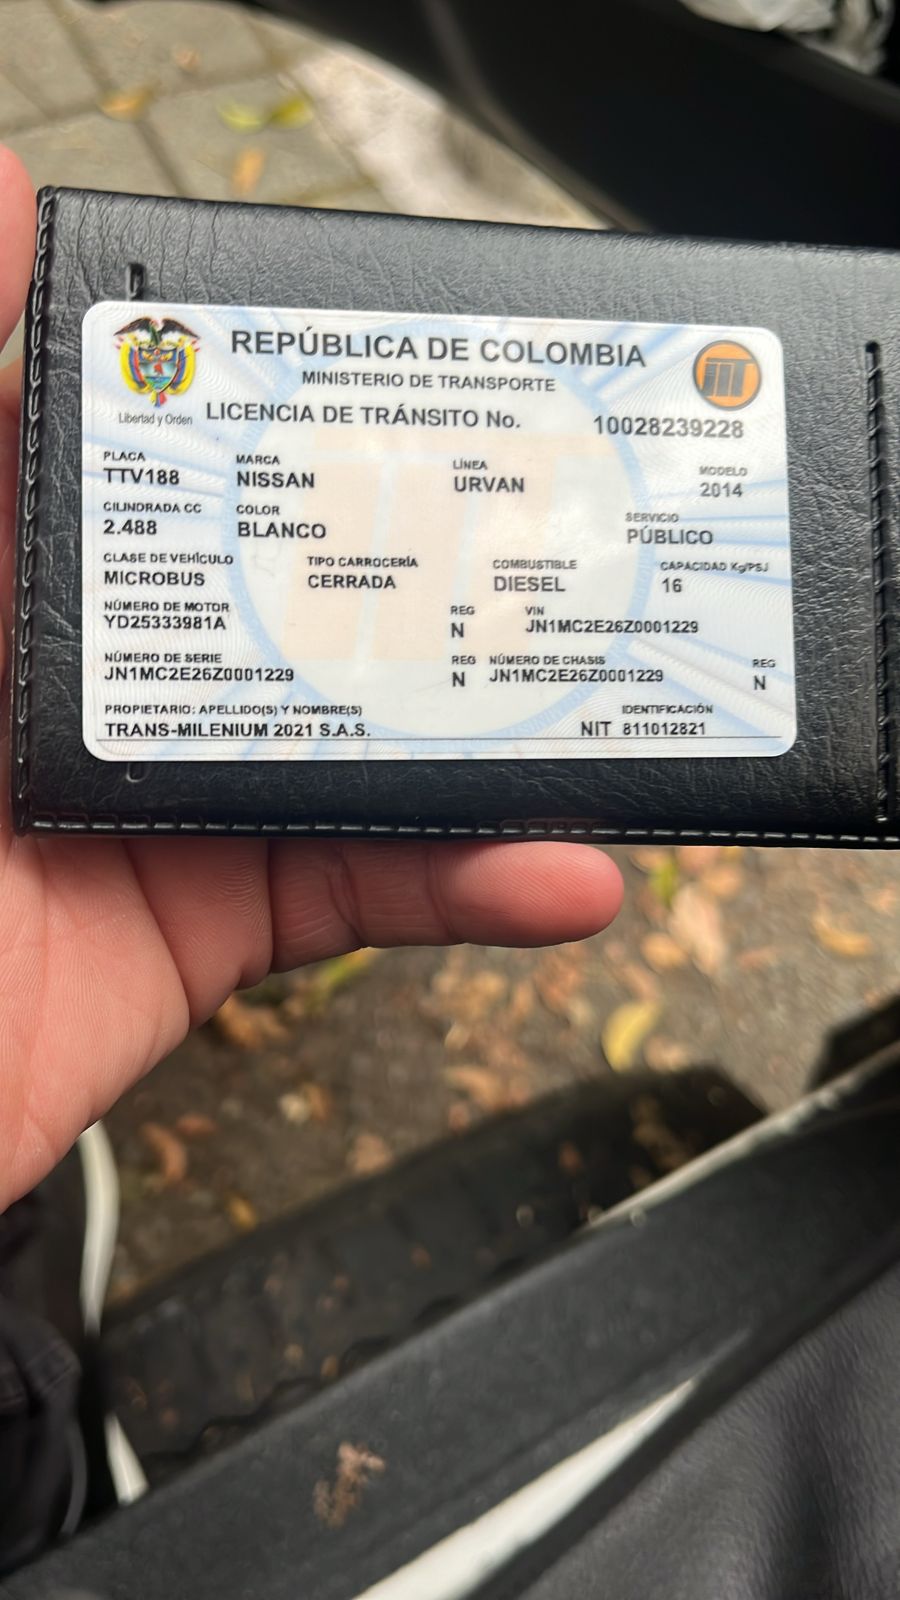 REPÚBLICA DE COLOMBIA
MINISTERIO DE TRANSPORTE
Libertad y Orden
LICENCIA DE TRÁNSITO No. 10028239228
PLACA MARCA LÍNEA MODELO
TTV188 NISSAN URVAN 2014
CILINDRADA CC COLOR SERVICIO
2.488 BLANCO PÚBLICO
CLASE DE VEHÍCULO TIPO CARROCERÍA COMBUSTIBLE CAPACIDAD Kg/PSJ
MICROBUS CERRADA DIESEL 16
NÚMERO DE MOTOR REG VIN
YD25333981A N JN1MC2E26Z0001229
NÚMERO DE SERIE REG NÚMERO DE CHASIS REG
JN1MC2E26Z0001229 N JN1MC2E26Z0001229 N
PROPIETARIO: APELLIDO(S) Y NOMBRE(S) IDENTIFICACIÓN
TRANS-MILENIUM 2021 S.A.S. NIT 811012821